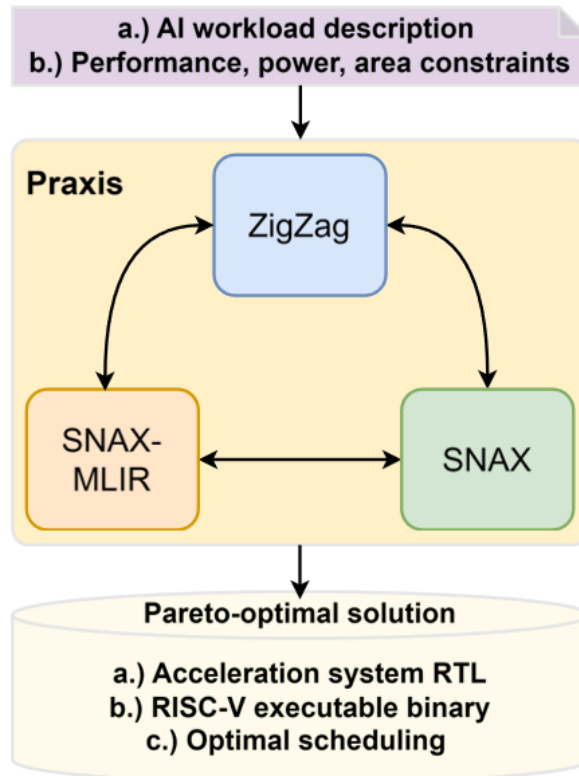 a.) AI workload description
b.) Performance, power, area constraints
Praxis
ZigZag
SNAX-
MLIR
SNAX
Pareto-optimal solution
a.) Acceleration system RTL
b.) RISC-V executable binary
c.) Optimal scheduling